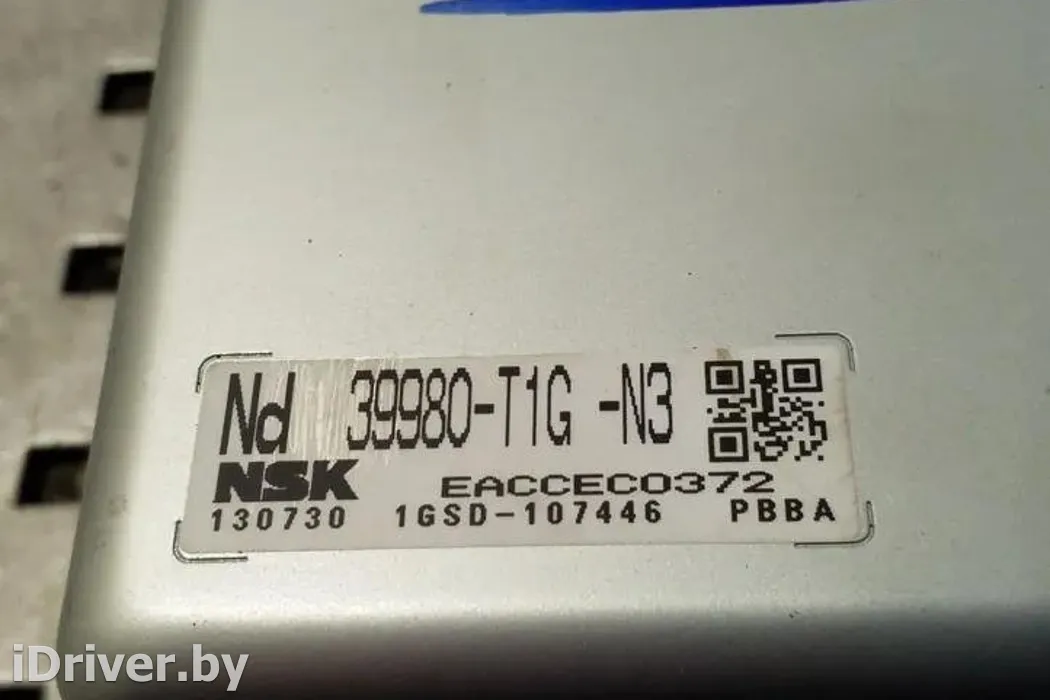 Nd 39980-T1G -N3
NSK EACCEC0372
130730 1GSD-107446 PBBA
iDriver.by